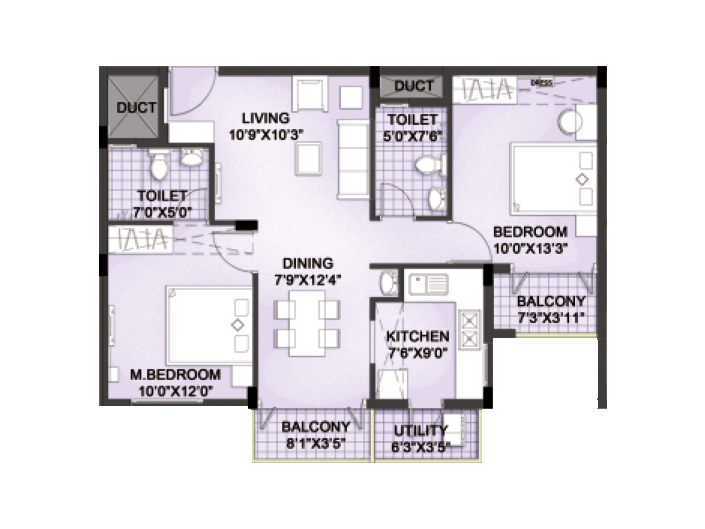 DUCT
LIVING
10'9"X10'3"
DUCT
TOILET
5'0"X7'6"
DRESS
TOILET
7'0"X5'0"
BEDROOM
10'0"X13'3"
DINING
7'9"X12'4"
BALCONY
7'3"X3'11"
KITCHEN
7'6"X9'0"
M.BEDROOM
10'0"X12'0"
BALCONY
8'1"X3'5"
UTILITY
6'3"X3'5"